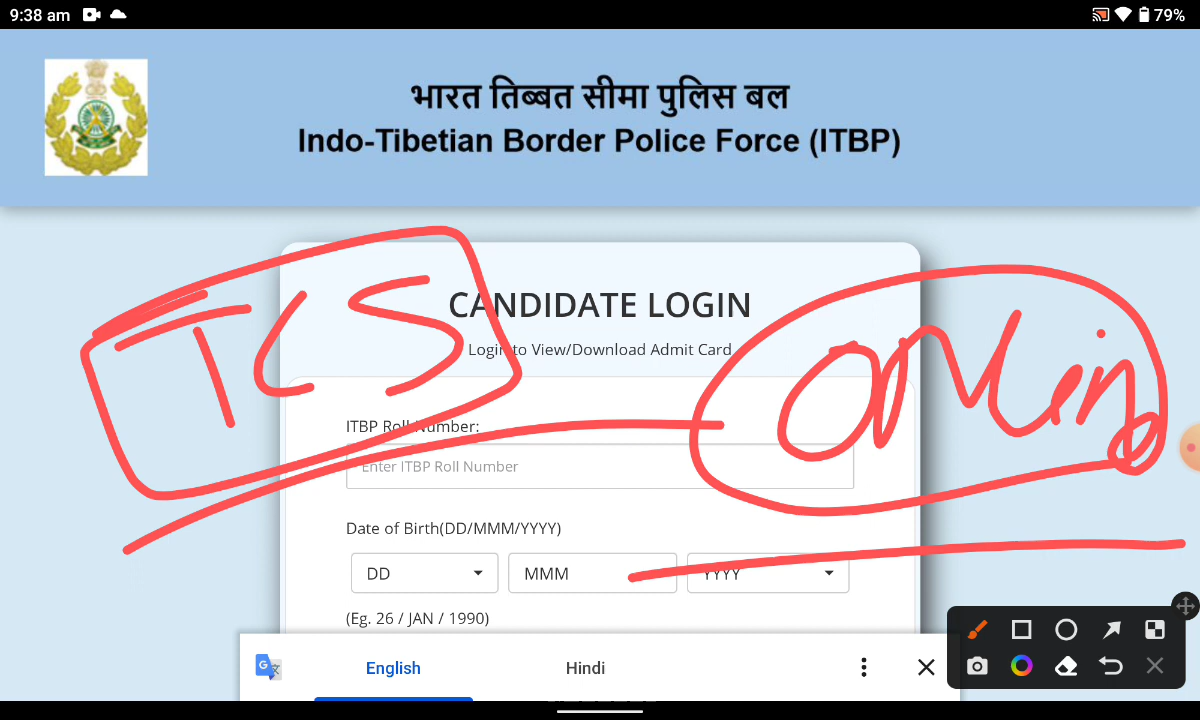 9:38 am
79%
भारत तिब्बत सीमा पुलिस बल
Indo-Tibetian Border Police Force (ITBP)
CANDIDATE LOGIN
Login to View/Download Admit Card
TCS
ITBP Roll Number:
Enter ITBP Roll Number
Date of Birth(DD/MMM/YYYY)
DD MMM YYYY
(Eg. 26 / JAN / 1990)
English Hindi